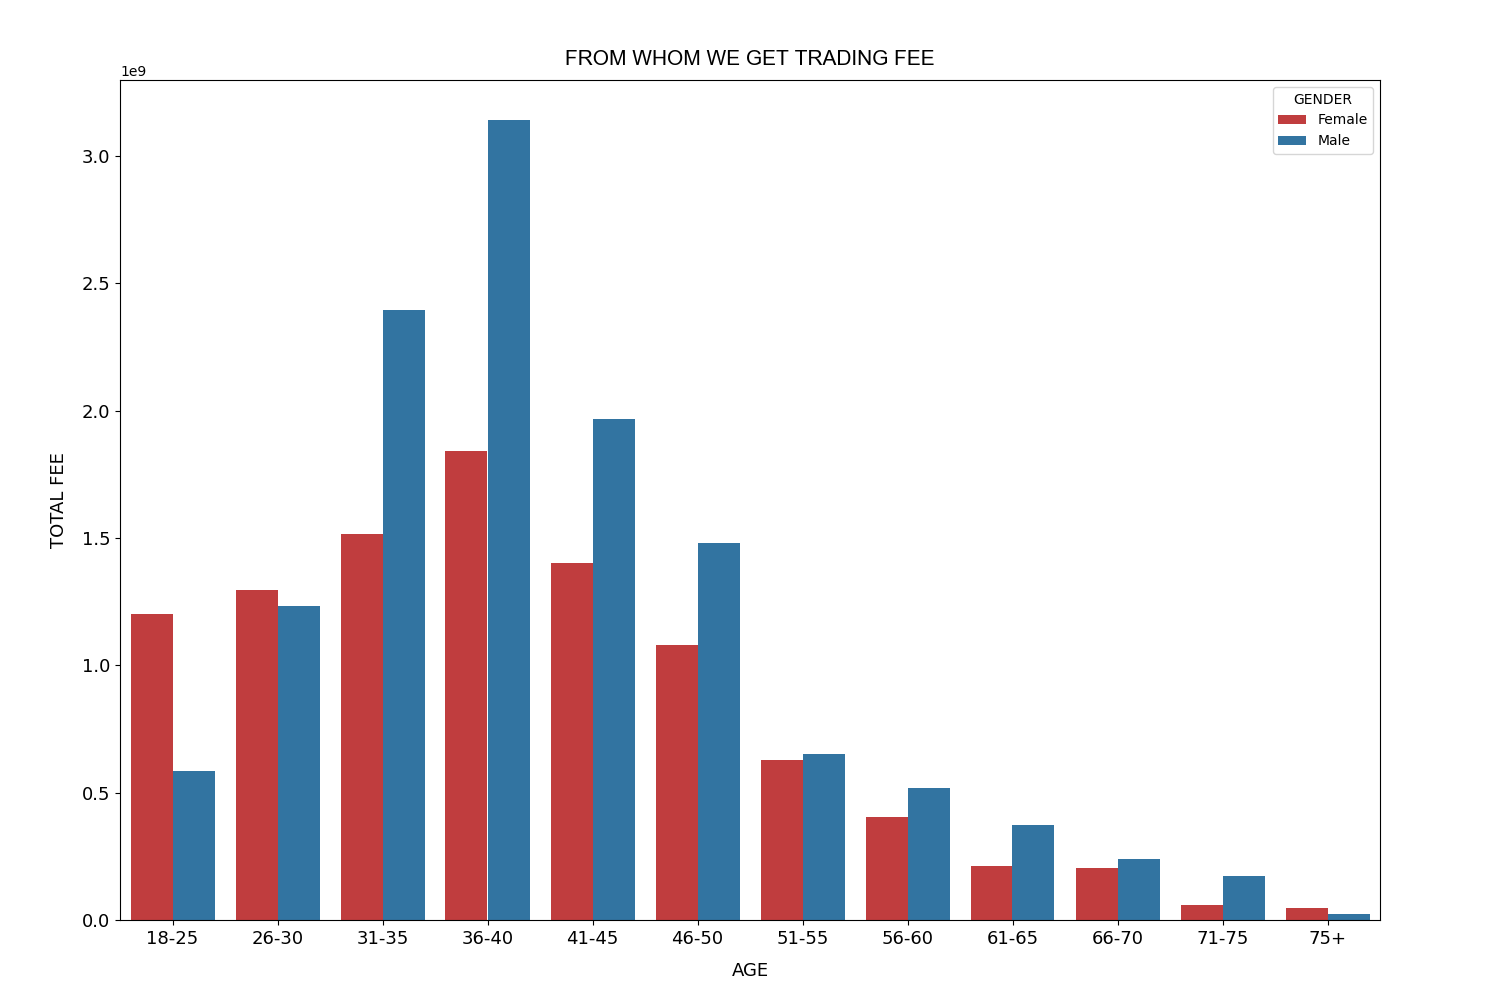 FROM WHOM WE GET TRADING FEE
1e9
GENDER
Female
Male
3.0
2.5
2.0
1.5
1.0
0.5
0.0
TOTAL FEE
18-25 26-30 31-35 36-40 41-45 46-50 51-55 56-60 61-65 66-70 71-75 75+
AGE